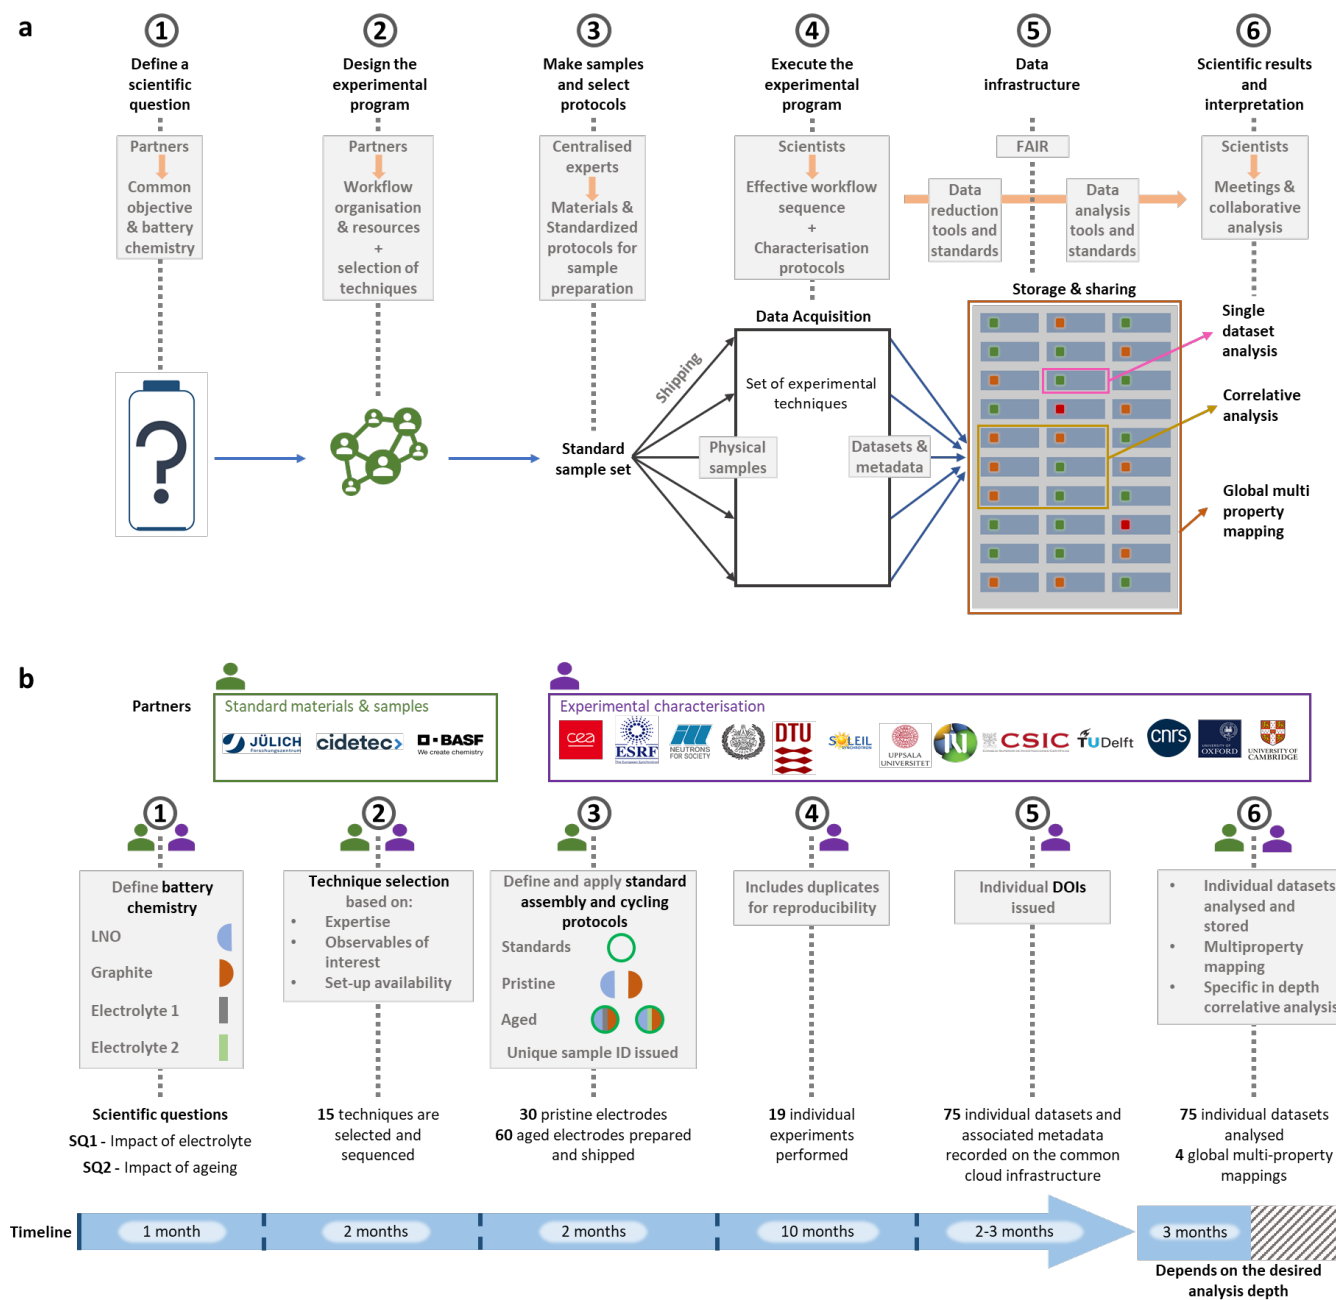 a
1
2
3
4
5
6
Define a
scientific
question
Design the
experimental
program
Make samples
and select
protocols
Execute the
experimental
program
Data
infrastructure
Scientific results
and
interpretation
Partners
Common
objective
& battery
chemistry
Partners
Workflow
organisation
& resources
+
selection of
techniques
Centralised
experts
Materials &
Standardized
protocols for
sample
preparation
Scientists
Effective workflow
sequence
+
Characterisation
protocols
FAIR
Data
reduction
tools and
standards
Data
analysis
tools and
standards
Scientists
Meetings &
collaborative
analysis
?
Standard
sample set
Shipping
Physical
samples
Data Acquisition
Set of experimental
techniques
Datasets &
metadata
Storage & sharing
Single
dataset
analysis
Correlative
analysis
Global multi
property
mapping
b
Partners
Standard materials & samples
JÜLICH
Forschungszentrum
cidetec>
BASF
We create chemistry
Experimental characterisation
cea
ESRF
NEUTRONS
FOR SOCIETY
DTU
SOLEIL
SYNCHROTRON
UPPSALA
UNIVERSITET
N
CSIC
TUDelft
cnrs
UNIVERSITY OF
OXFORD
UNIVERSITY OF
CAMBRIDGE
1
2
3
4
5
6
Define battery
chemistry
LNO
Graphite
Electrolyte 1
Electrolyte 2
Technique selection
based on:
• Expertise
• Observables of
interest
• Set-up availability
Define and apply standard
assembly and cycling
protocols
Standards
Pristine
Aged
Unique sample ID issued
Includes duplicates
for reproducibility
Individual DOIs
issued
• Individual datasets
analysed and
stored
• Multiproperty
mapping
• Specific in depth
correlative analysis
Scientific questions
SQ1 - Impact of electrolyte
SQ2 - Impact of ageing
15 techniques are
selected and
sequenced
30 pristine electrodes
60 aged electrodes prepared
and shipped
19 individual
experiments
performed
75 individual datasets and
associated metadata
recorded on the common
cloud infrastructure
75 individual datasets
analysed
4 global multi-property
mappings
Timeline
1 month
2 months
2 months
10 months
2-3 months
3 months
Depends on the desired
analysis depth